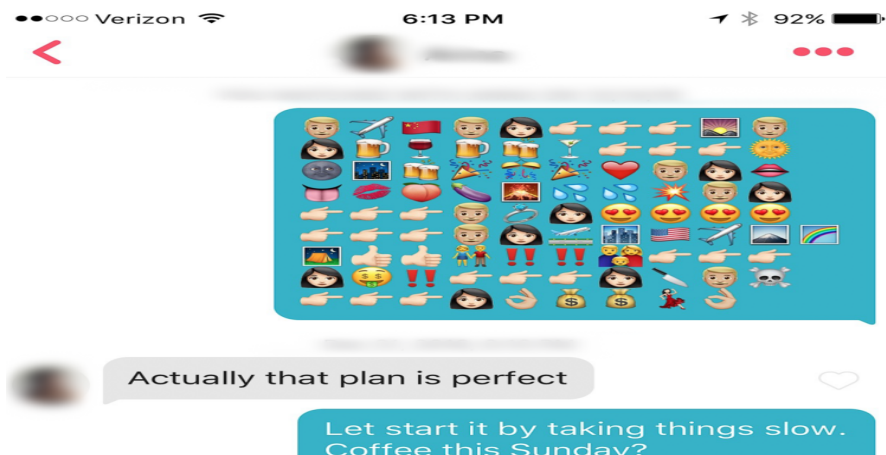 Verizon 6:13 PM 92%
Actually that plan is perfect
Let start it by taking things slow.
Coffee this Sunday?